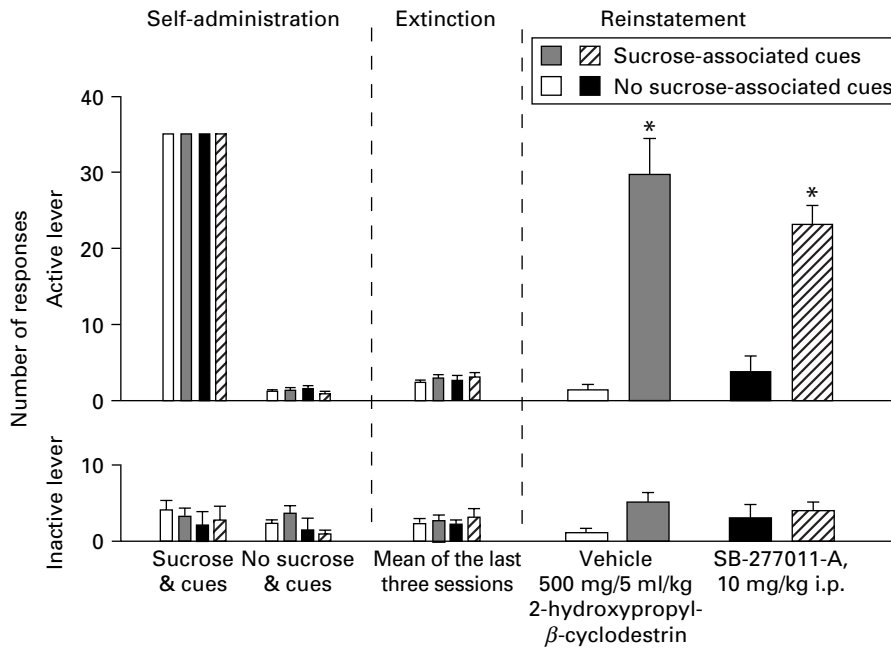 Self-administration
Extinction
Reinstatement
Sucrose-associated cues
No sucrose-associated cues
Number of responses
Active lever
40
30
20
10
0
*
*
Inactive lever
10
0
Sucrose
& cues
No sucrose
& cues
Mean of the last
three sessions
Vehicle
500 mg/5 ml/kg
2-hydroxypropyl-
β-cyclodestrin
SB-277011-A,
10 mg/kg i.p.